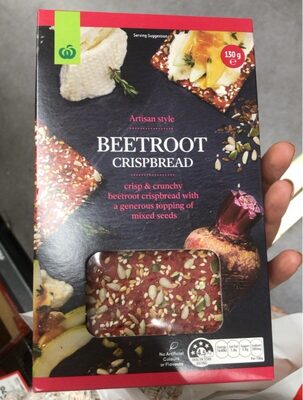 Serving Suggestion
130 g
e
Artisan style
BEETROOT
CRISPBREAD
crisp & crunchy
beetroot crispbread with
a generous topping of
mixed seeds
No Artificial
Colours
or Flavours